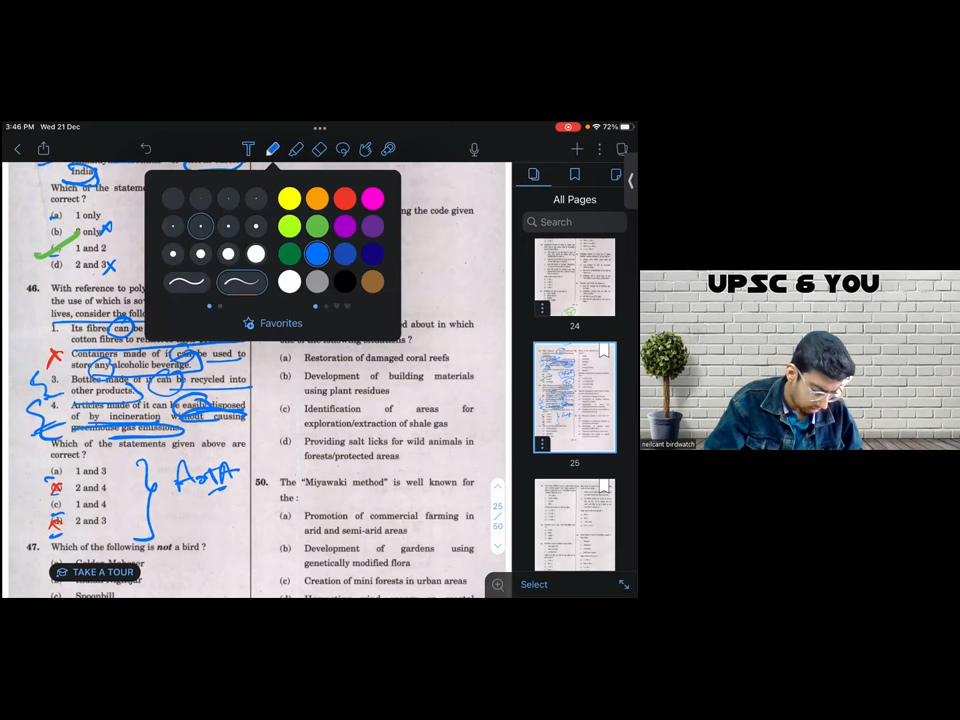 3:46 PM Wed 21 Dec
72%
India
Which of the statements
correct ?
(a) 1 only
(b) 2 only
1 and 2
(d) 2 and 3
ing the code given
46. With reference to
the use of which is
lives, consider the
1. Its fibres can be
cotton fibres to
Containers made of it can be used to
store any alcoholic beverage.
3. Bottles made of it can be recycled into
other products.
4. Articles made of it can be easily disposed
of by incineration without causing
greenhouse gas emissions.
Which of the statements given above are
correct ?
(a) 1 and 3
2 and 4
(c) 1 and 4
2 and 3
47. Which of the following is not a bird ?
(c) Spoonbill
about in which
(a) Restoration of damaged coral reefs
(b) Development of building materials
using plant residues
(c) Identification of areas for
exploration/extraction of shale gas
(d) Providing salt licks for wild animals in
forests/protected areas
50. The "Miyawaki method" is well known for
the :
(a) Promotion of commercial farming in
arid and semi-arid areas
(b) Development of gardens using
genetically modified flora
(c) Creation of mini forests in urban areas
Favorites
TAKE A TOUR
25
/
50
All Pages
Search
24
25
Select
UPSC & YOU
neilcant birdwatch